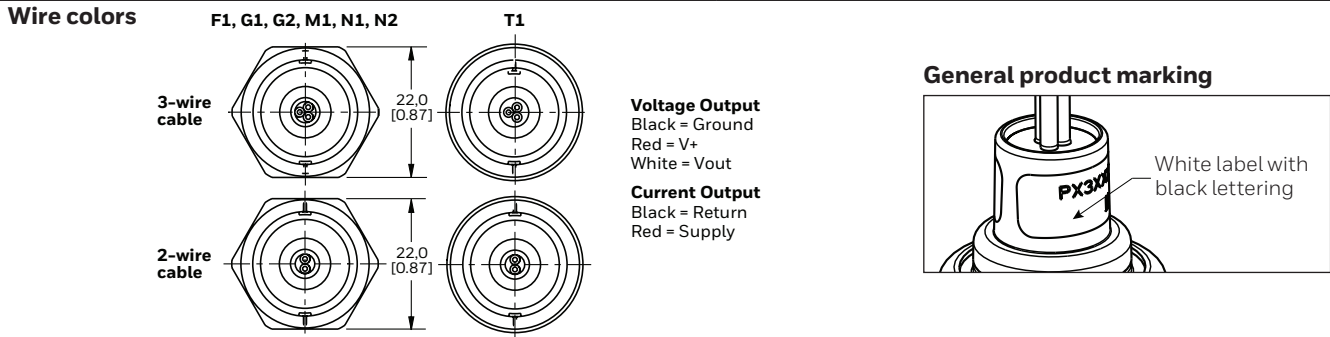 Wire colors
F1, G1, G2, M1, N1, N2
T1
3-wire
cable
22,0
[0.87]
2-wire
cable
22,0
[0.87]
Voltage Output
Black = Ground
Red = V+
White = Vout
Current Output
Black = Return
Red = Supply
General product marking
White label with
black lettering